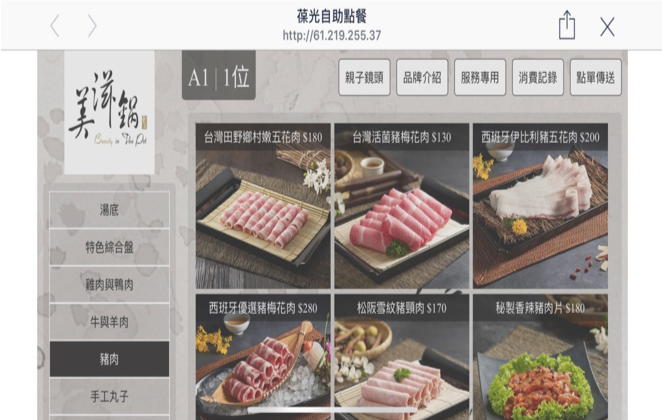 葆光自助點餐
http://61.219.255.37
美滋鍋
Beauty in The Pot
A1 | 1位
親子鏡頭
品牌介紹
服務專用
消費記錄
點單傳送
湯底
特色綜合盤
雞肉與鴨肉
牛與羊肉
豬肉
手工丸子
台灣田野鄉村嫩五花肉 $180
台灣活菌豬梅花肉 $130
西班牙伊比利豬五花肉 $200
西班牙優選豬梅花肉 $280
松阪雪紋豬頸肉 $170
秘製香辣豬肉片 $180